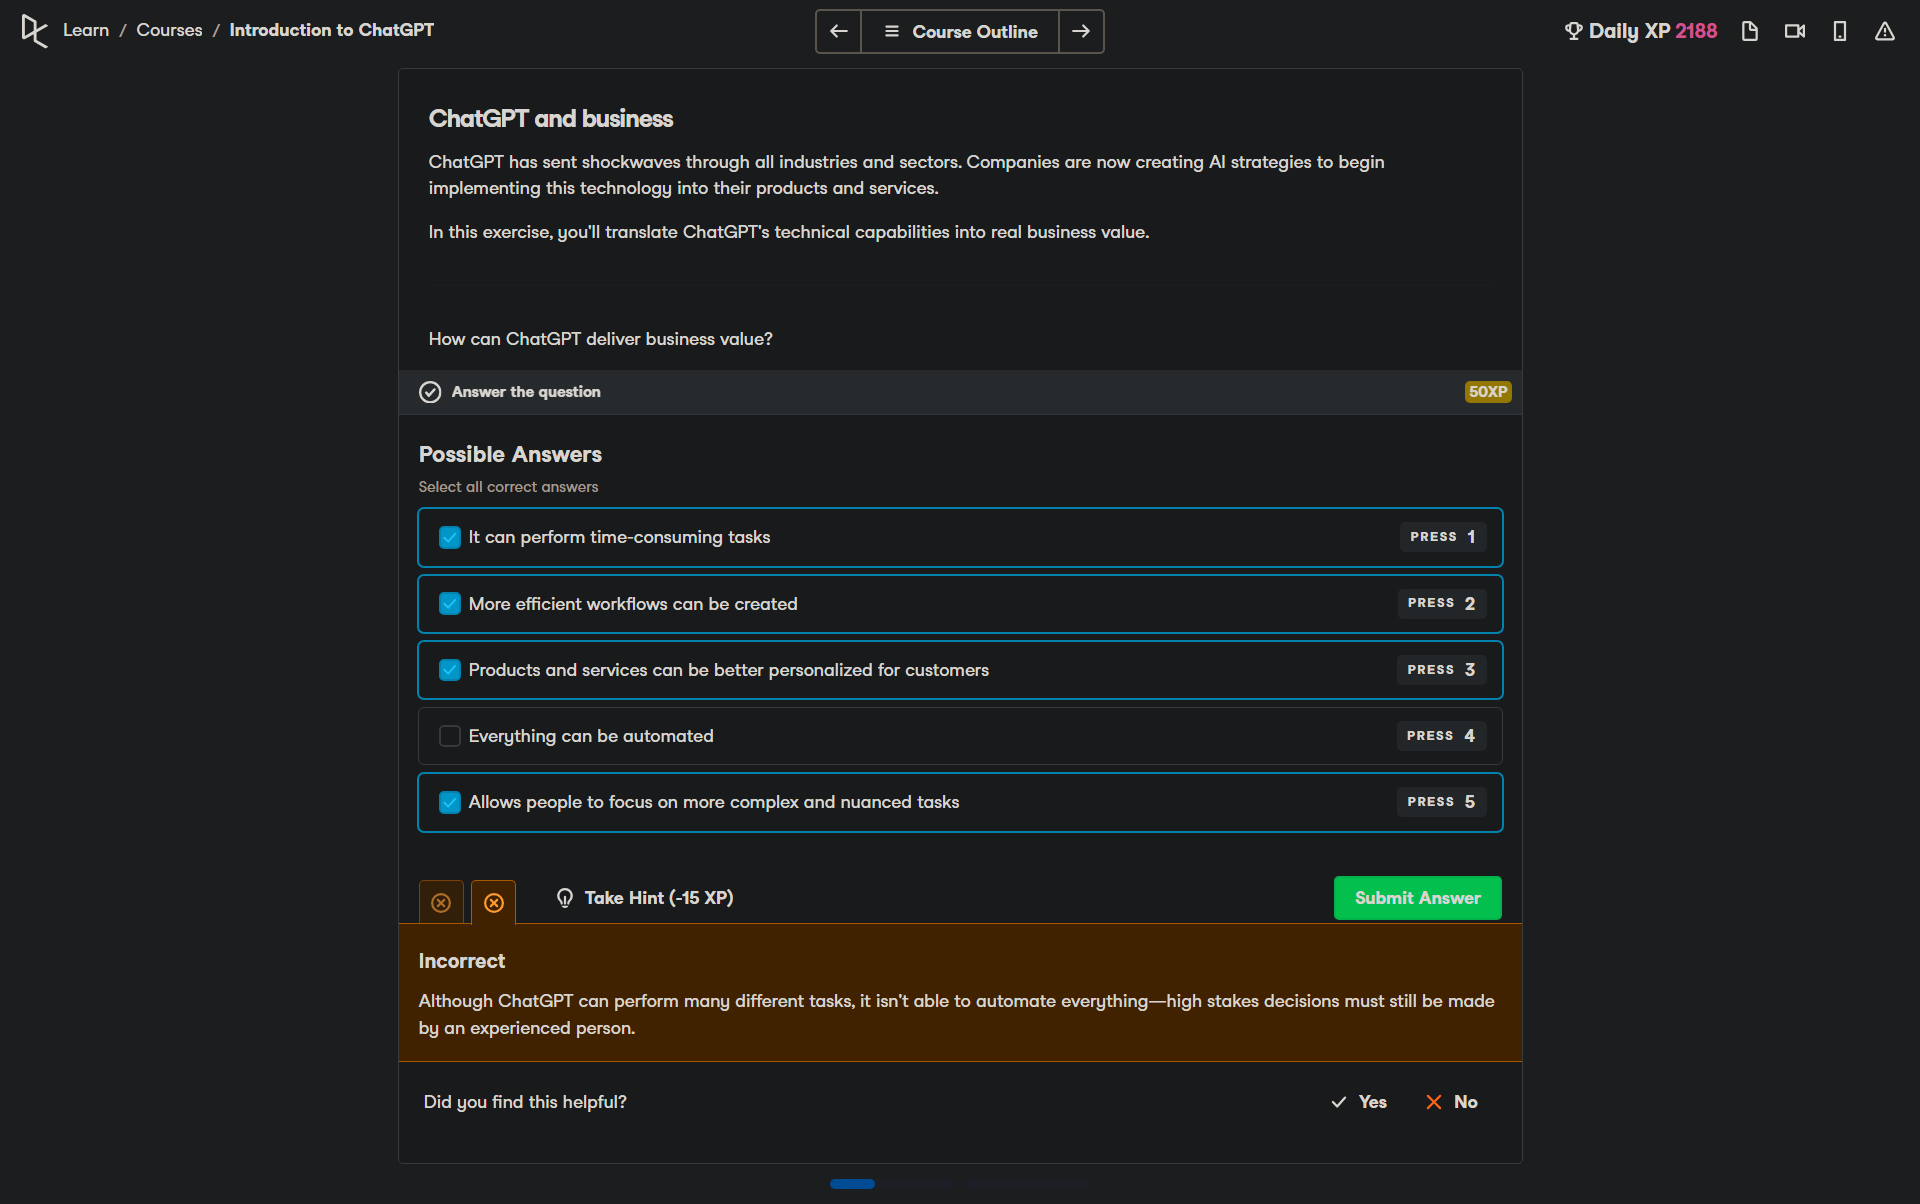 Learn / Courses / Introduction to ChatGPT
Course Outline
Daily XP 2188
ChatGPT and business
ChatGPT has sent shockwaves through all industries and sectors. Companies are now creating AI strategies to begin
implementing this technology into their products and services.
In this exercise, you'll translate ChatGPT's technical capabilities into real business value.
How can ChatGPT deliver business value?
Answer the question
50XP
Possible Answers
Select all correct answers
It can perform time-consuming tasks
PRESS 1
More efficient workflows can be created
PRESS 2
Products and services can be better personalized for customers
PRESS 3
Everything can be automated
PRESS 4
Allows people to focus on more complex and nuanced tasks
PRESS 5
Take Hint (-15 XP)
Submit Answer
Incorrect
Although ChatGPT can perform many different tasks, it isn't able to automate everything—high stakes decisions must still be made
by an experienced person.
Did you find this helpful?
Yes
No